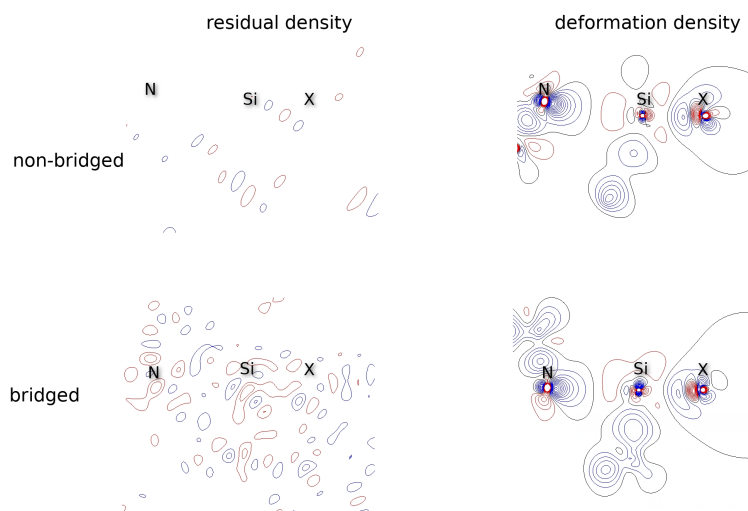 residual density
deformation density
N
Si
X
N
Si
X
non-bridged
N
Si
X
N
Si
X
bridged